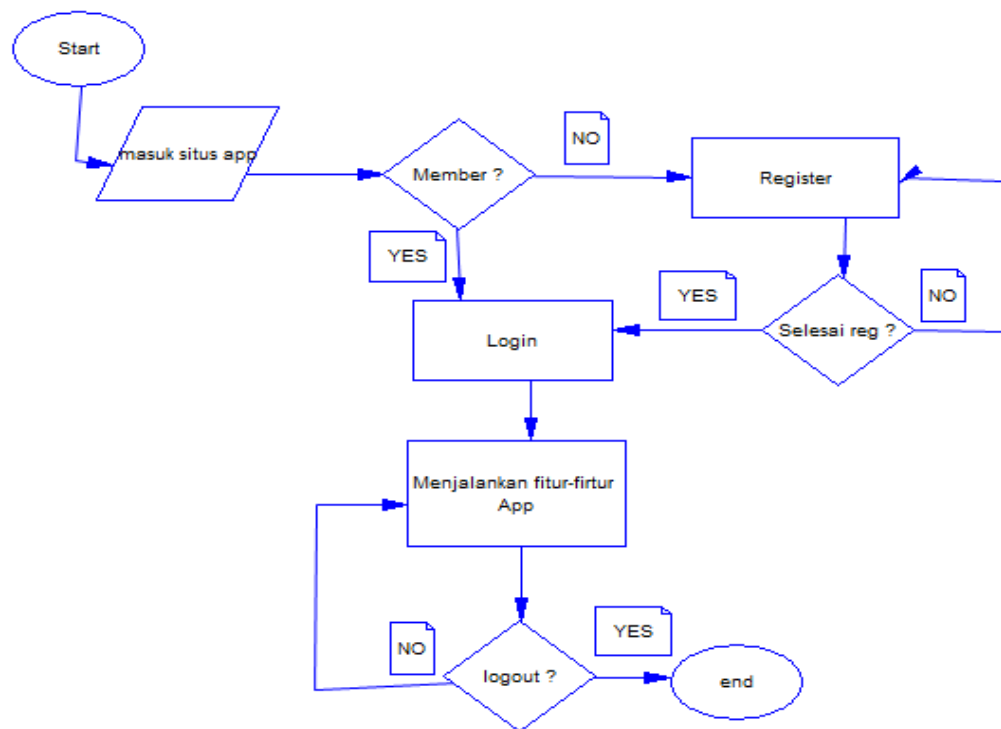 Start
masuk situs app
Member ?
NO
Register
YES
Login
YES
Selesai reg ?
NO
Menjalankan fitur-firtur
App
NO
logout ?
YES
end